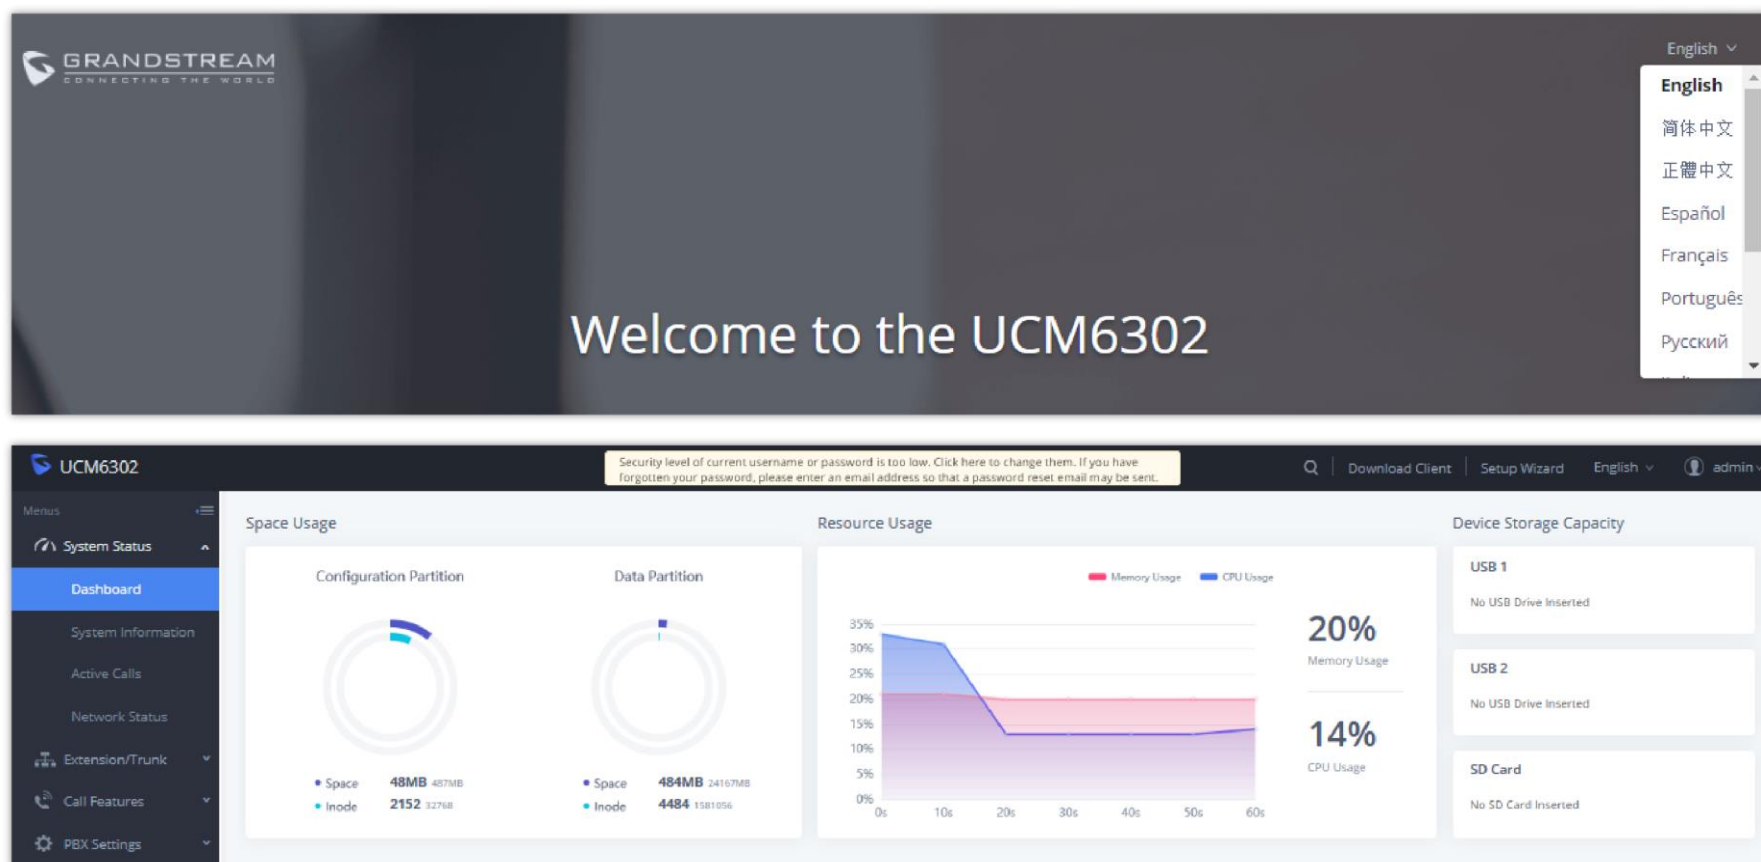 GRANDSTREAM
CONNECTING THE WORLD
English
English
简体中文
正體中文
Español
Français
Português
Русский
Welcome to the UCM6302
UCM6302
Security level of current username or password is too low. Click here to change them. If you have
forgotten your password, please enter an email address so that a password reset email may be sent.
Download Client
Setup Wizard
English
admin
Menus
System Status
Dashboard
System Information
Active Calls
Network Status
Extension/Trunk
Call Features
PBX Settings
Space Usage
Configuration Partition
Space 48MB 487MB
Inode 2152 32768
Data Partition
Space 484MB 24167MB
Inode 4484 1581056
Resource Usage
Memory Usage CPU Usage
35%
30%
25%
20%
15%
10%
5%
0%
0s 10s 20s 30s 40s 50s 60s
20%
Memory Usage
14%
CPU Usage
Device Storage Capacity
USB 1
No USB Drive Inserted
USB 2
No USB Drive Inserted
SD Card
No SD Card Inserted